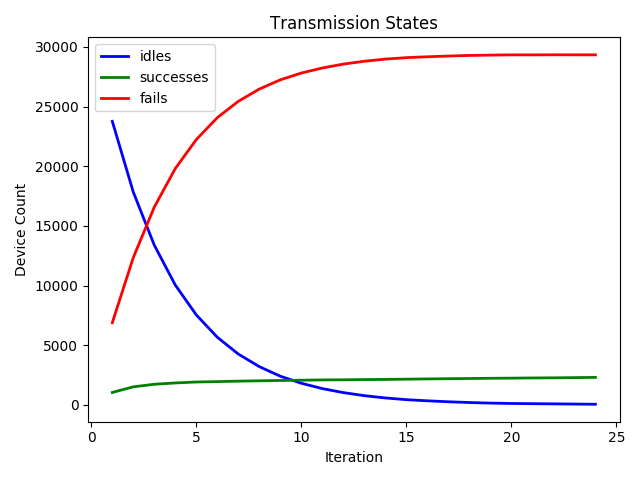 Transmission States
idles
successes
fails
Device Count
30000
25000
20000
15000
10000
5000
0
0 5 10 15 20 25
Iteration